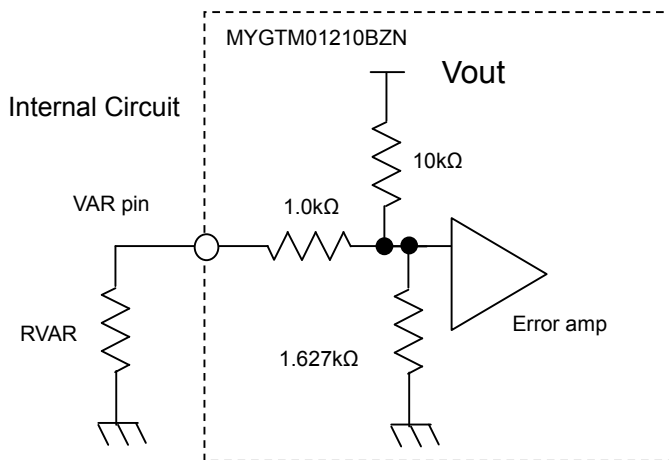 MYGTM01210BZN
Vout
Internal Circuit
10kΩ
VAR pin
1.0kΩ
RVAR
Error amp
1.627kΩ